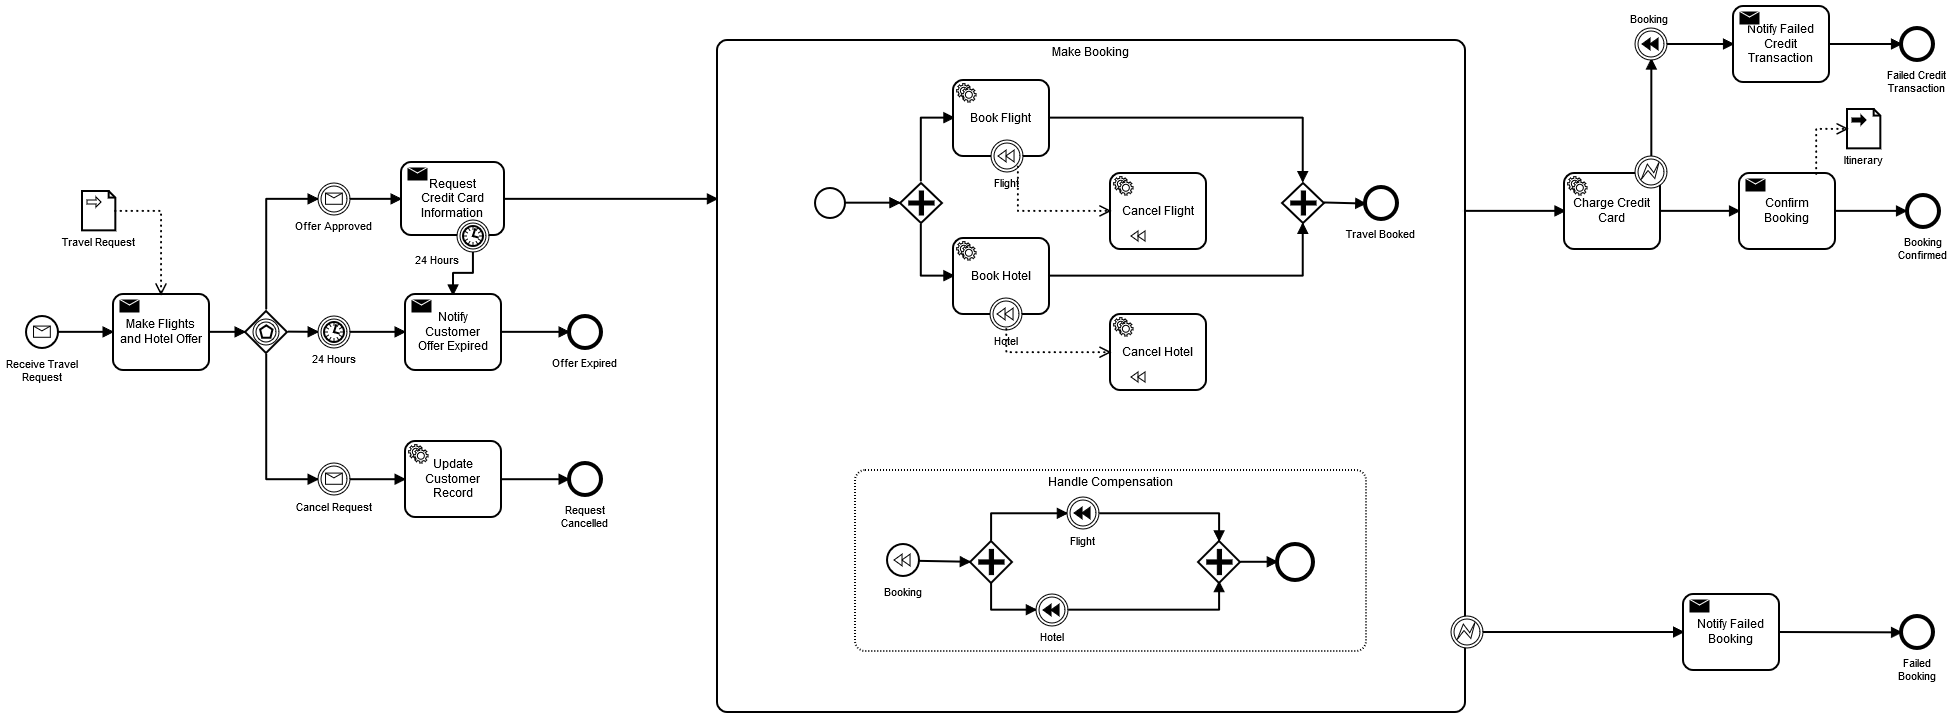 Booking
Notify Failed
Credit
Transaction
Failed Credit
Transaction
Make Booking
Book Flight
Flight
Cancel Flight
Book Hotel
Hotel
Cancel Hotel
Travel Booked
Travel Request
Receive Travel
Request
Make Flights
and Hotel Offer
Offer Approved
Request
Credit Card
Information
24 Hours
24 Hours
Notify
Customer
Offer Expired
Offer Expired
Cancel Request
Update
Customer
Record
Request
Cancelled
Handle Compensation
Booking
Flight
Hotel
Charge Credit
Card
Confirm
Booking
Itinerary
Booking
Confirmed
Notify Failed
Booking
Failed
Booking